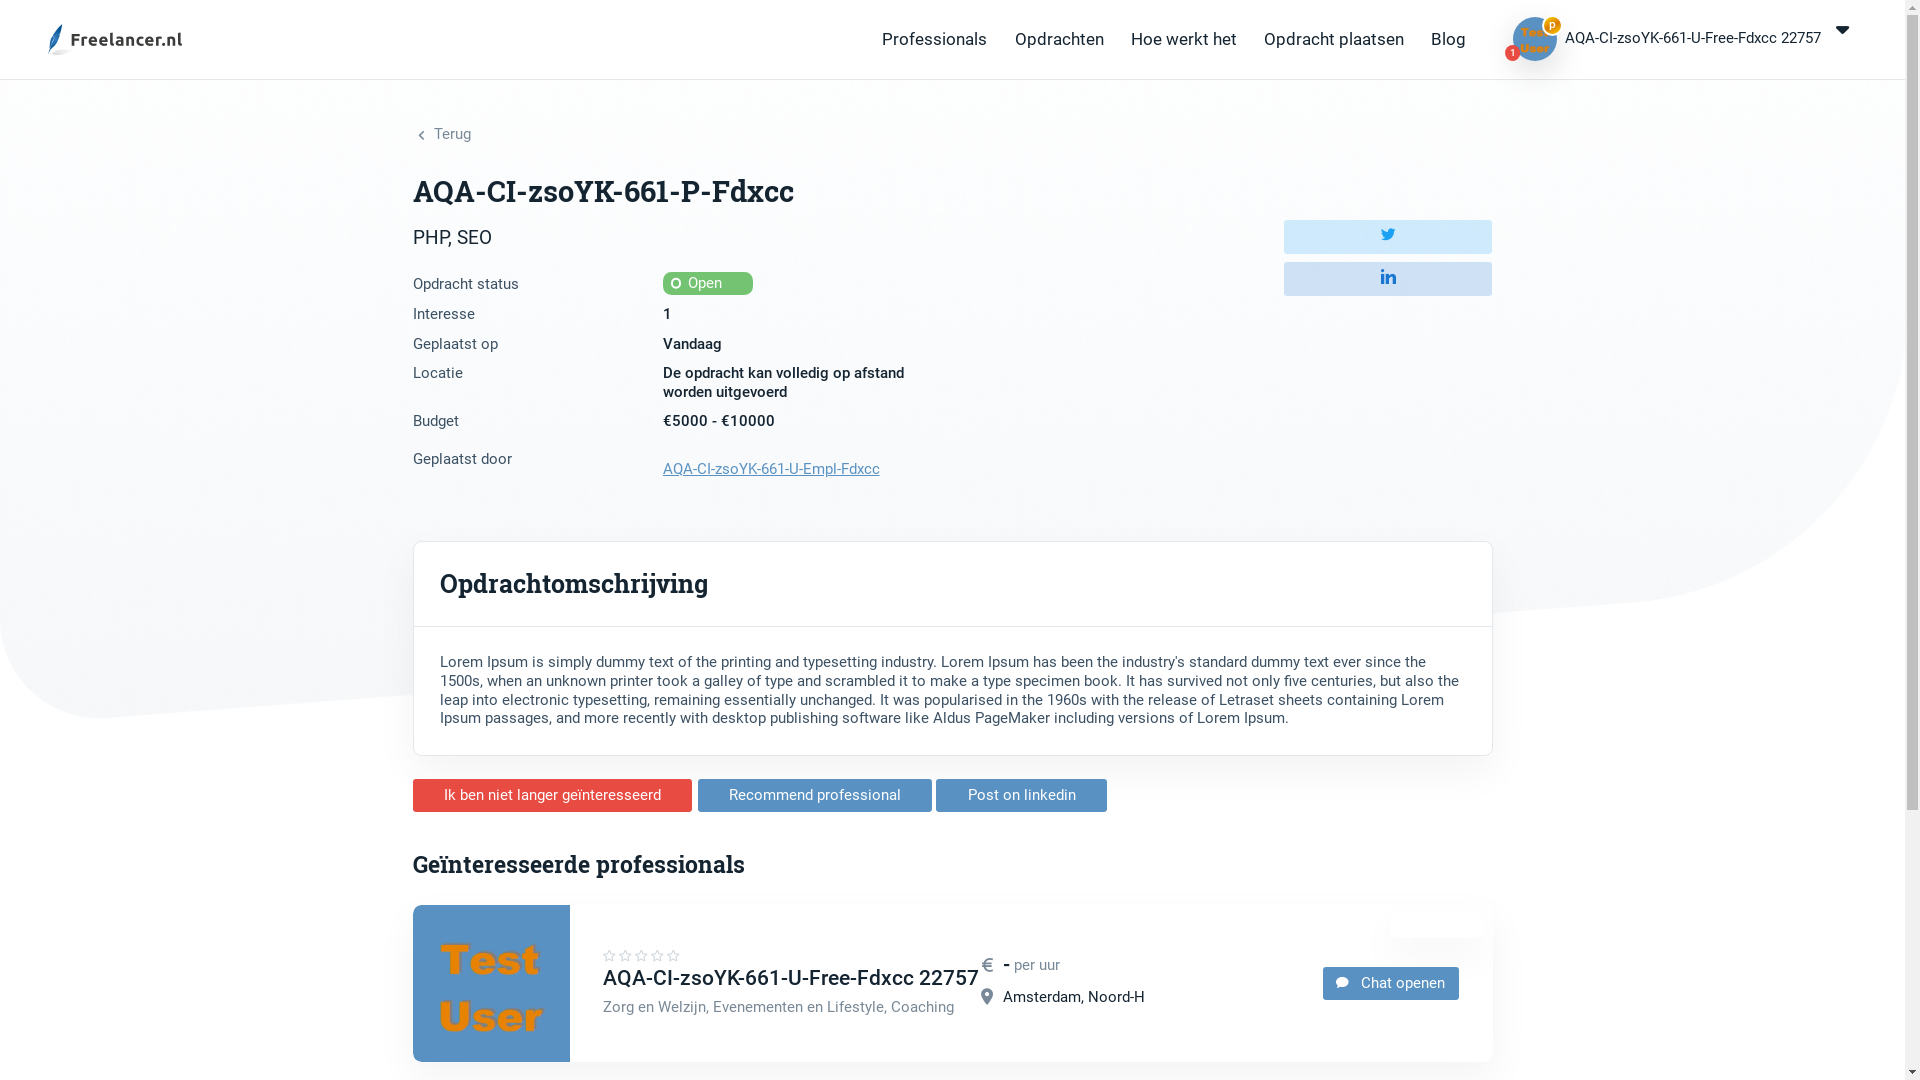 Freelancer.nl
Professionals
Opdrachten
Hoe werkt het
Opdracht plaatsen
Blog
Test
User
p
1
AQA-CI-zsoYK-661-U-Free-Fdxcc 22757
Terug
AQA-CI-zsoYK-661-P-Fdxcc
PHP, SEO
Opdracht status
Open
Interesse
1
Geplaatst op
Vandaag
Locatie
De opdracht kan volledig op afstand
worden uitgevoerd
Budget
€5000 - €10000
Geplaatst door
AQA-CI-zsoYK-661-U-Empl-Fdxcc
in
Opdrachtomschrijving
Lorem Ipsum is simply dummy text of the printing and typesetting industry. Lorem Ipsum has been the industry's standard dummy text ever since the
1500s, when an unknown printer took a galley of type and scrambled it to make a type specimen book. It has survived not only five centuries, but also the
leap into electronic typesetting, remaining essentially unchanged. It was popularised in the 1960s with the release of Letraset sheets containing Lorem
Ipsum passages, and more recently with desktop publishing software like Aldus PageMaker including versions of Lorem Ipsum.
Ik ben niet langer geïnteresseerd
Recommend professional
Post on linkedin
Geïnteresseerde professionals
Test
User
AQA-CI-zsoYK-661-U-Free-Fdxcc 22757
Zorg en Welzijn, Evenementen en Lifestyle, Coaching
€ - per uur
Amsterdam, Noord-H
Chat openen